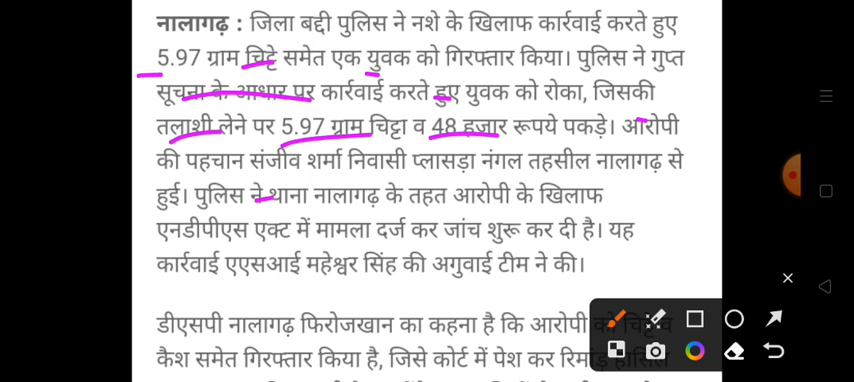 नालागढ़ : जिला बद्दी पुलिस ने नशे के खिलाफ कार्रवाई करते हुए
5.97 ग्राम चिट्टे समेत एक युवक को गिरफ्तार किया। पुलिस ने गुप्त
सूचना के आधार पर कार्रवाई करते हुए युवक को रोका, जिसकी
तलाशी लेने पर 5.97 ग्राम चिट्टा व 48 हजार रूपये पकड़े। आरोपी
की पहचान संजीव शर्मा निवासी प्लासड़ा नंगल तहसील नालागढ़ से
हुई। पुलिस ने थाना नालागढ़ के तहत आरोपी के खिलाफ
एनडीपीएस एक्ट में मामला दर्ज कर जांच शुरू कर दी है। यह
कार्रवाई एएसआई महेश्वर सिंह की अगुवाई टीम ने की।
डीएसपी नालागढ़ फिरोजखान का कहना है कि आरोपी को
कैश समेत गिरफ्तार किया है, जिसे कोर्ट में पेश कर रिमांड हासिल